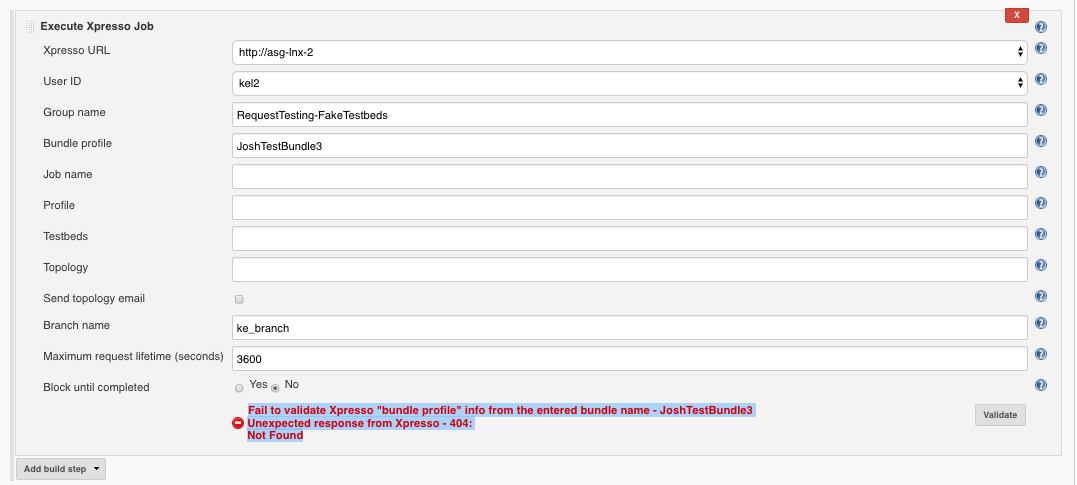 Execute Xpresso Job
X
Xpresso URL
http://asg-lnx-2
User ID
kel2
Group name
RequestTesting-FakeTestbeds
Bundle profile
JoshTestBundle3
Job name
Profile
Testbeds
Topology
Send topology email
Branch name
ke_branch
Maximum request lifetime (seconds)
3600
Block until completed
Yes No
Fail to validate Xpresso "bundle profile" info from the entered bundle name - JoshTestBundle3
Unexpected response from Xpresso - 404:
Not Found
Validate
Add build step